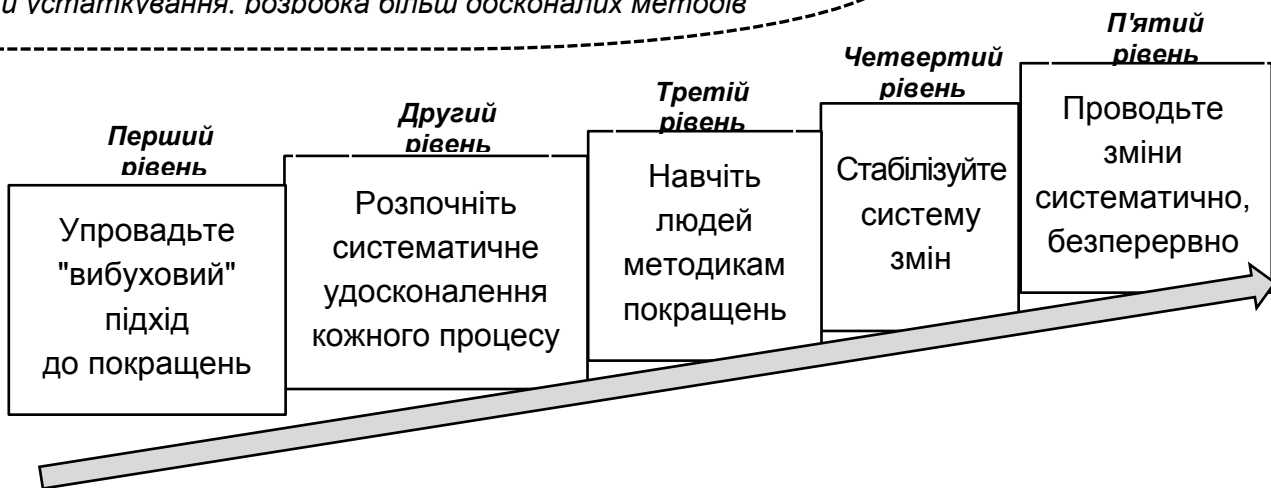 устаткування, розробка більш досконалих методів
Перший
рівень
Упровадьте
"вибуховий"
підхід
до покращень
Другий
рівень
Розпочніть
систематичне
удосконалення
кожного процесу
Третій
рівень
Навчіть
людей
методикам
покращень
Четвертий
рівень
Стабілізуйте
систему
змін
П'ятий
рівень
Проводьте
зміни
систематично,
безперервно